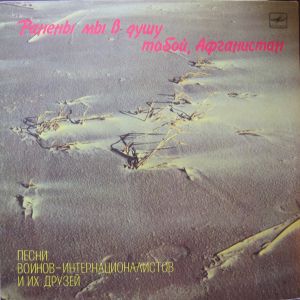 Ранены мы в душу
тобой, Афганистан
ПЕСНИ
ВОИНОВ-ИНТЕРНАЦИОНАЛИСТОВ
И ИХ ДРУЗЕЙ